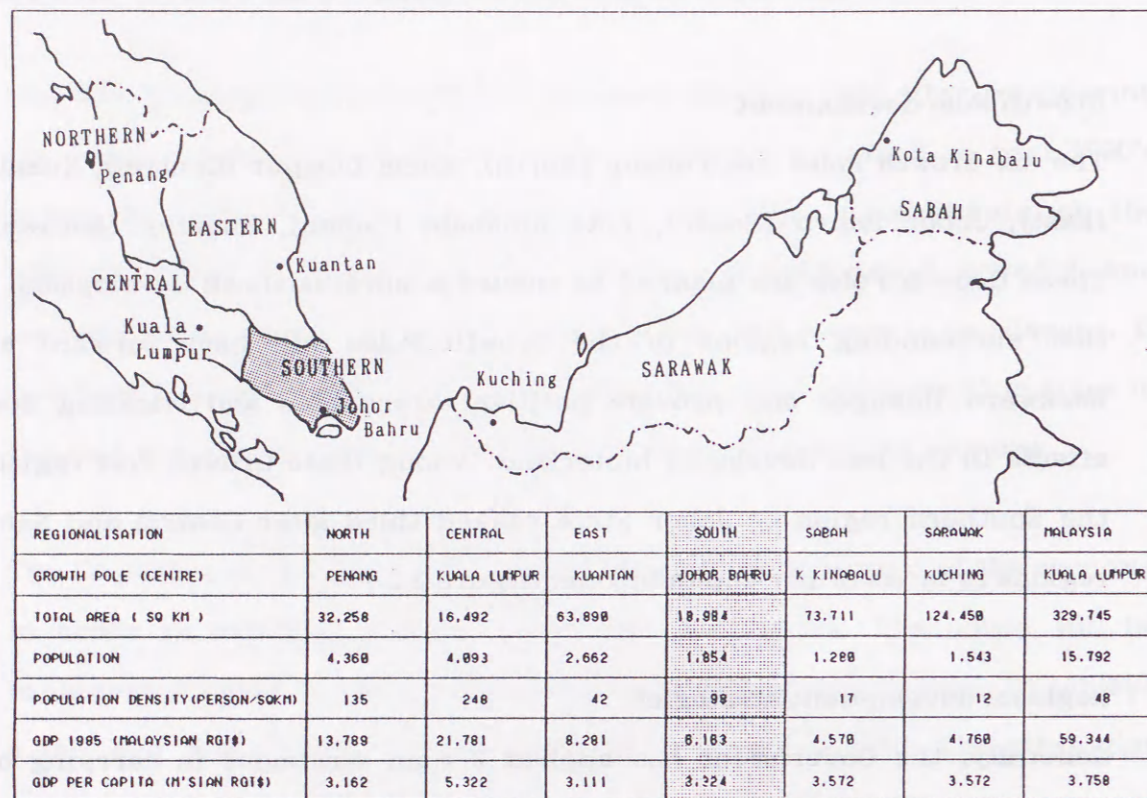 NORTHERN
Penang
EASTERN
Kuantan
CENTRAL
Kuala
Lumpur
SOUTHERN
Johor
Bahru
Kota Kinabalu
SABAH
SARAWAK
Kuching
REGIONALISATION NORTH CENTRAL EAST SOUTH SABAH SARAWAK MALAYSIA
GROWTH POLE (CENTRE) PENANG KUALA LUMPUR KUANTAN JOHOR BAHRU K'NABALU KUCHING KUALA LUMPUR
TOTAL AREA . SQ KM 32.258 16.492 63.890 18.984 73.711 124.450 329.745
POPULATION 4.360 4.093 2.662 1.854 1.280 1.543 15.792
POPULATION DENSITY(PERSON/SQKM) 135 248 42 98 17 12 48
GDP 1985 (MALAYSIAN RGT$) 13.789 21.781 8.281 6.163 4.570 4.760 59.344
GDP PER CAPITA (M'SIAN RGT$) 3.162 5.322 3.111 3.324 3.572 3.572 3.758